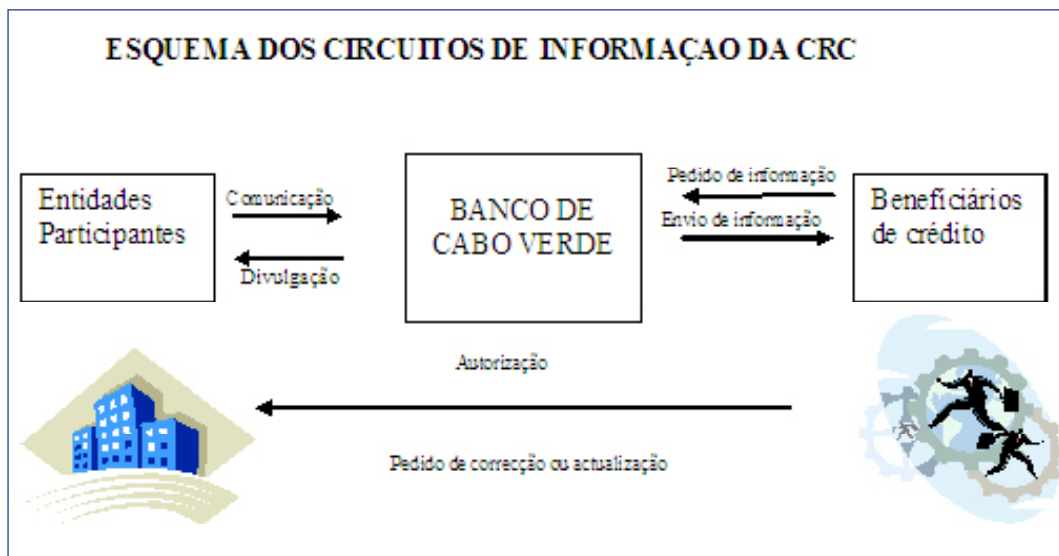 ESQUEMA DOS CIRCUITOS DE INFORMAÇAO DA CRC
Entidades
Participantes
Comunicação
Divulgação
BANCO DE
CABO VERDE
Pedido de informação
Envio de informação
Beneficiários
de crédito
Autorização
Pedido de correcção ou actualização